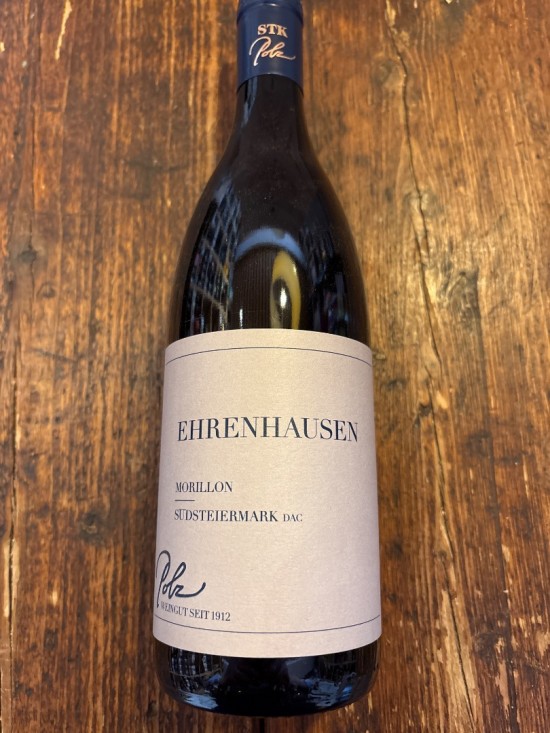 STK
Polz
EHRENHAUSEN
MORILLON
SÜDSTEIERMARK DAC
Polz
WEINGUT SEIT 1912